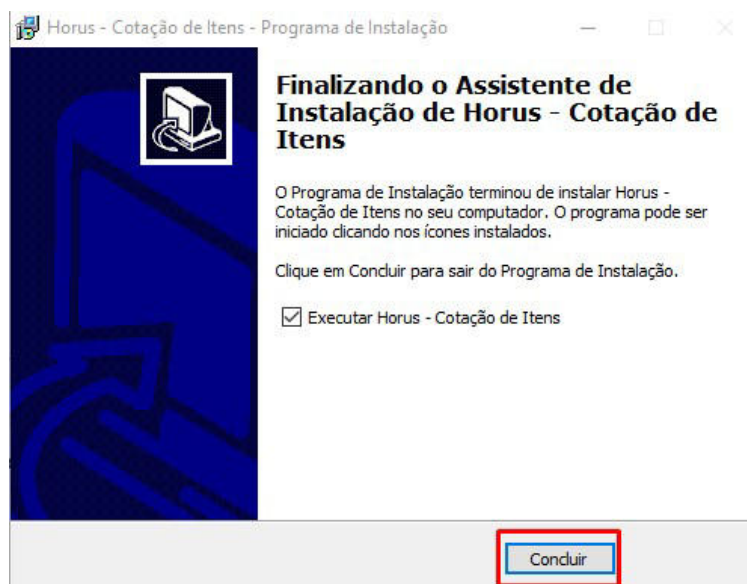 Horus - Cotação de Itens - Programa de Instalação
Finalizando o Assistente de
Instalação de Horus - Cotação de
Itens
O Programa de Instalação terminou de instalar Horus -
Cotação de Itens no seu computador. O programa pode ser
iniciado clicando nos ícones instalados.
Clique em Concluir para sair do Programa de Instalação.
Executar Horus - Cotação de Itens
Concluir